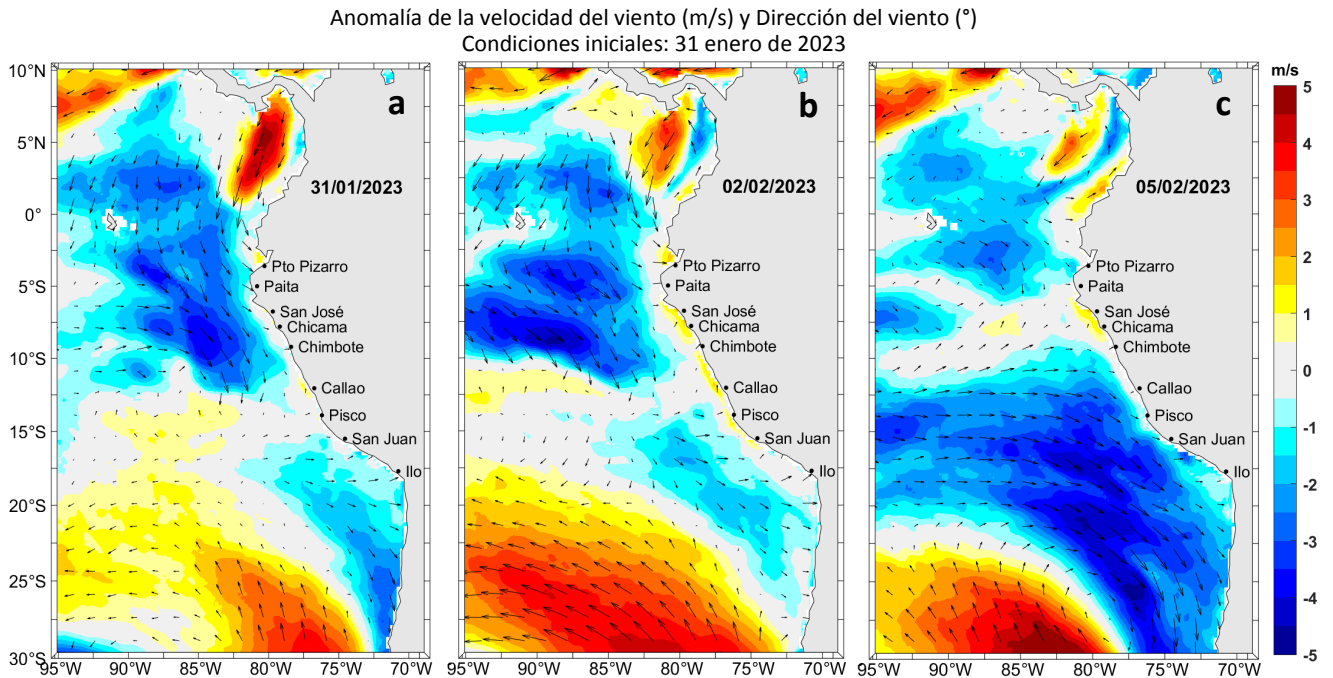 Anomalía de la velocidad del viento (m/s) y Dirección del viento (°)
Condiciones iniciales: 31 enero de 2023
10°N
5°N
0°
5°S
10°S
15°S
20°S
25°S
30°S
a
31/01/2023
Pto Pizarro
Paita
San José
Chicama
Chimbote
Callao
Pisco
San Juan
Ilo
95°W 90°W 85°W 80°W 75°W 70°W
b
02/02/2023
Pto Pizarro
Paita
San José
Chicama
Chimbote
Callao
Pisco
San Juan
Ilo
95°W 90°W 85°W 80°W 75°W 70°W
c
05/02/2023
Pto Pizarro
Paita
San José
Chicama
Chimbote
Callao
Pisco
San Juan
Ilo
95°W 90°W 85°W 80°W 75°W 70°W
m/s
5
4
3
2
1
0
-1
-2
-3
-4
-5